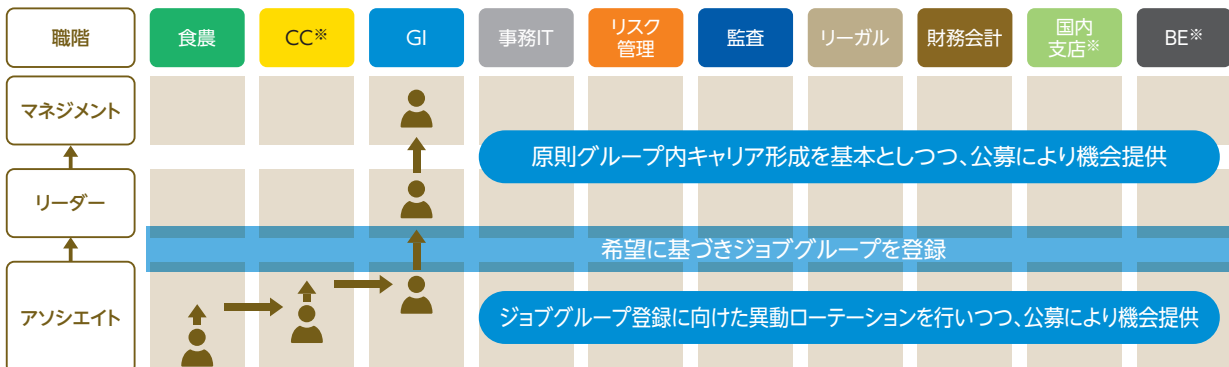 職階
食農
CC※
GI
事務IT
リスク
管理
監査
リーガル
財務会計
国内
支店※
BE※
マネジメント
原則グループ内キャリア形成を基本としつつ、公募により機会提供
リーダー
希望に基づきジョブグループを登録
アソシエイト
ジョブグループ登録に向けた異動ローテーションを行いつつ、公募により機会提供